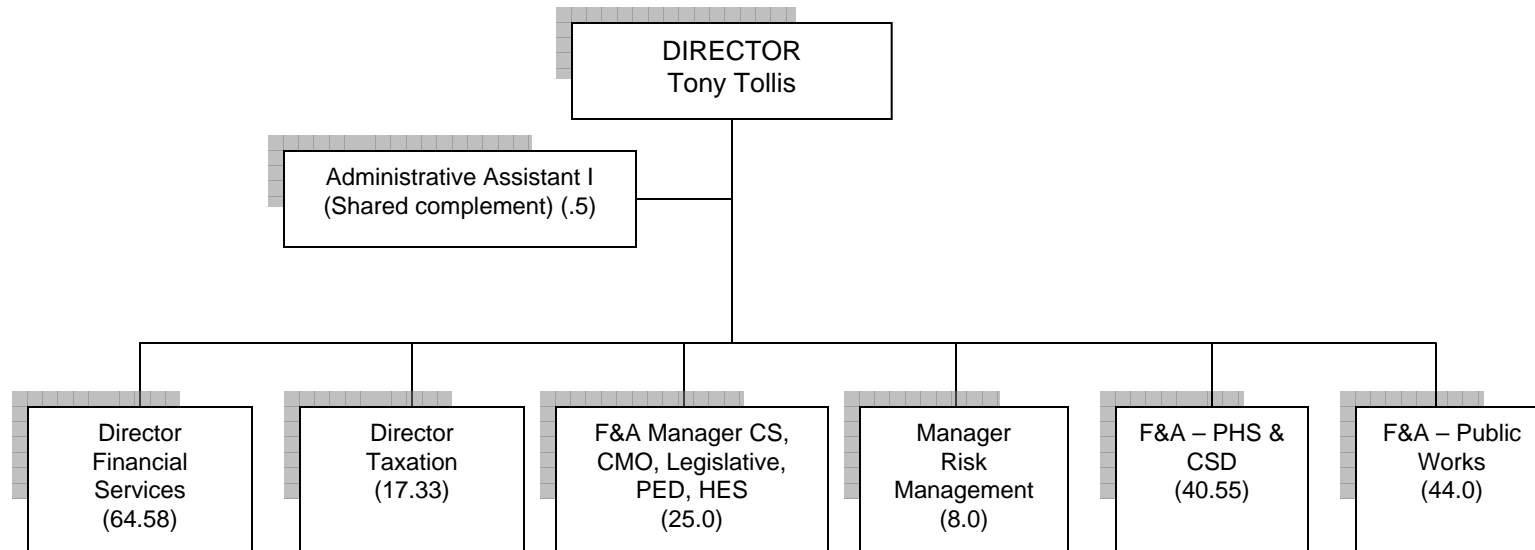 DIRECTOR
Tony Tollis
Administrative Assistant I
(Shared complement) (.5)
Director
Financial
Services
(64.58)
Director
Taxation
(17.33)
F&A Manager CS,
CMO, Legislative,
PED, HES
(25.0)
Manager
Risk
Management
(8.0)
F&A – PHS &
CSD
(40.55)
F&A – Public
Works
(44.0)